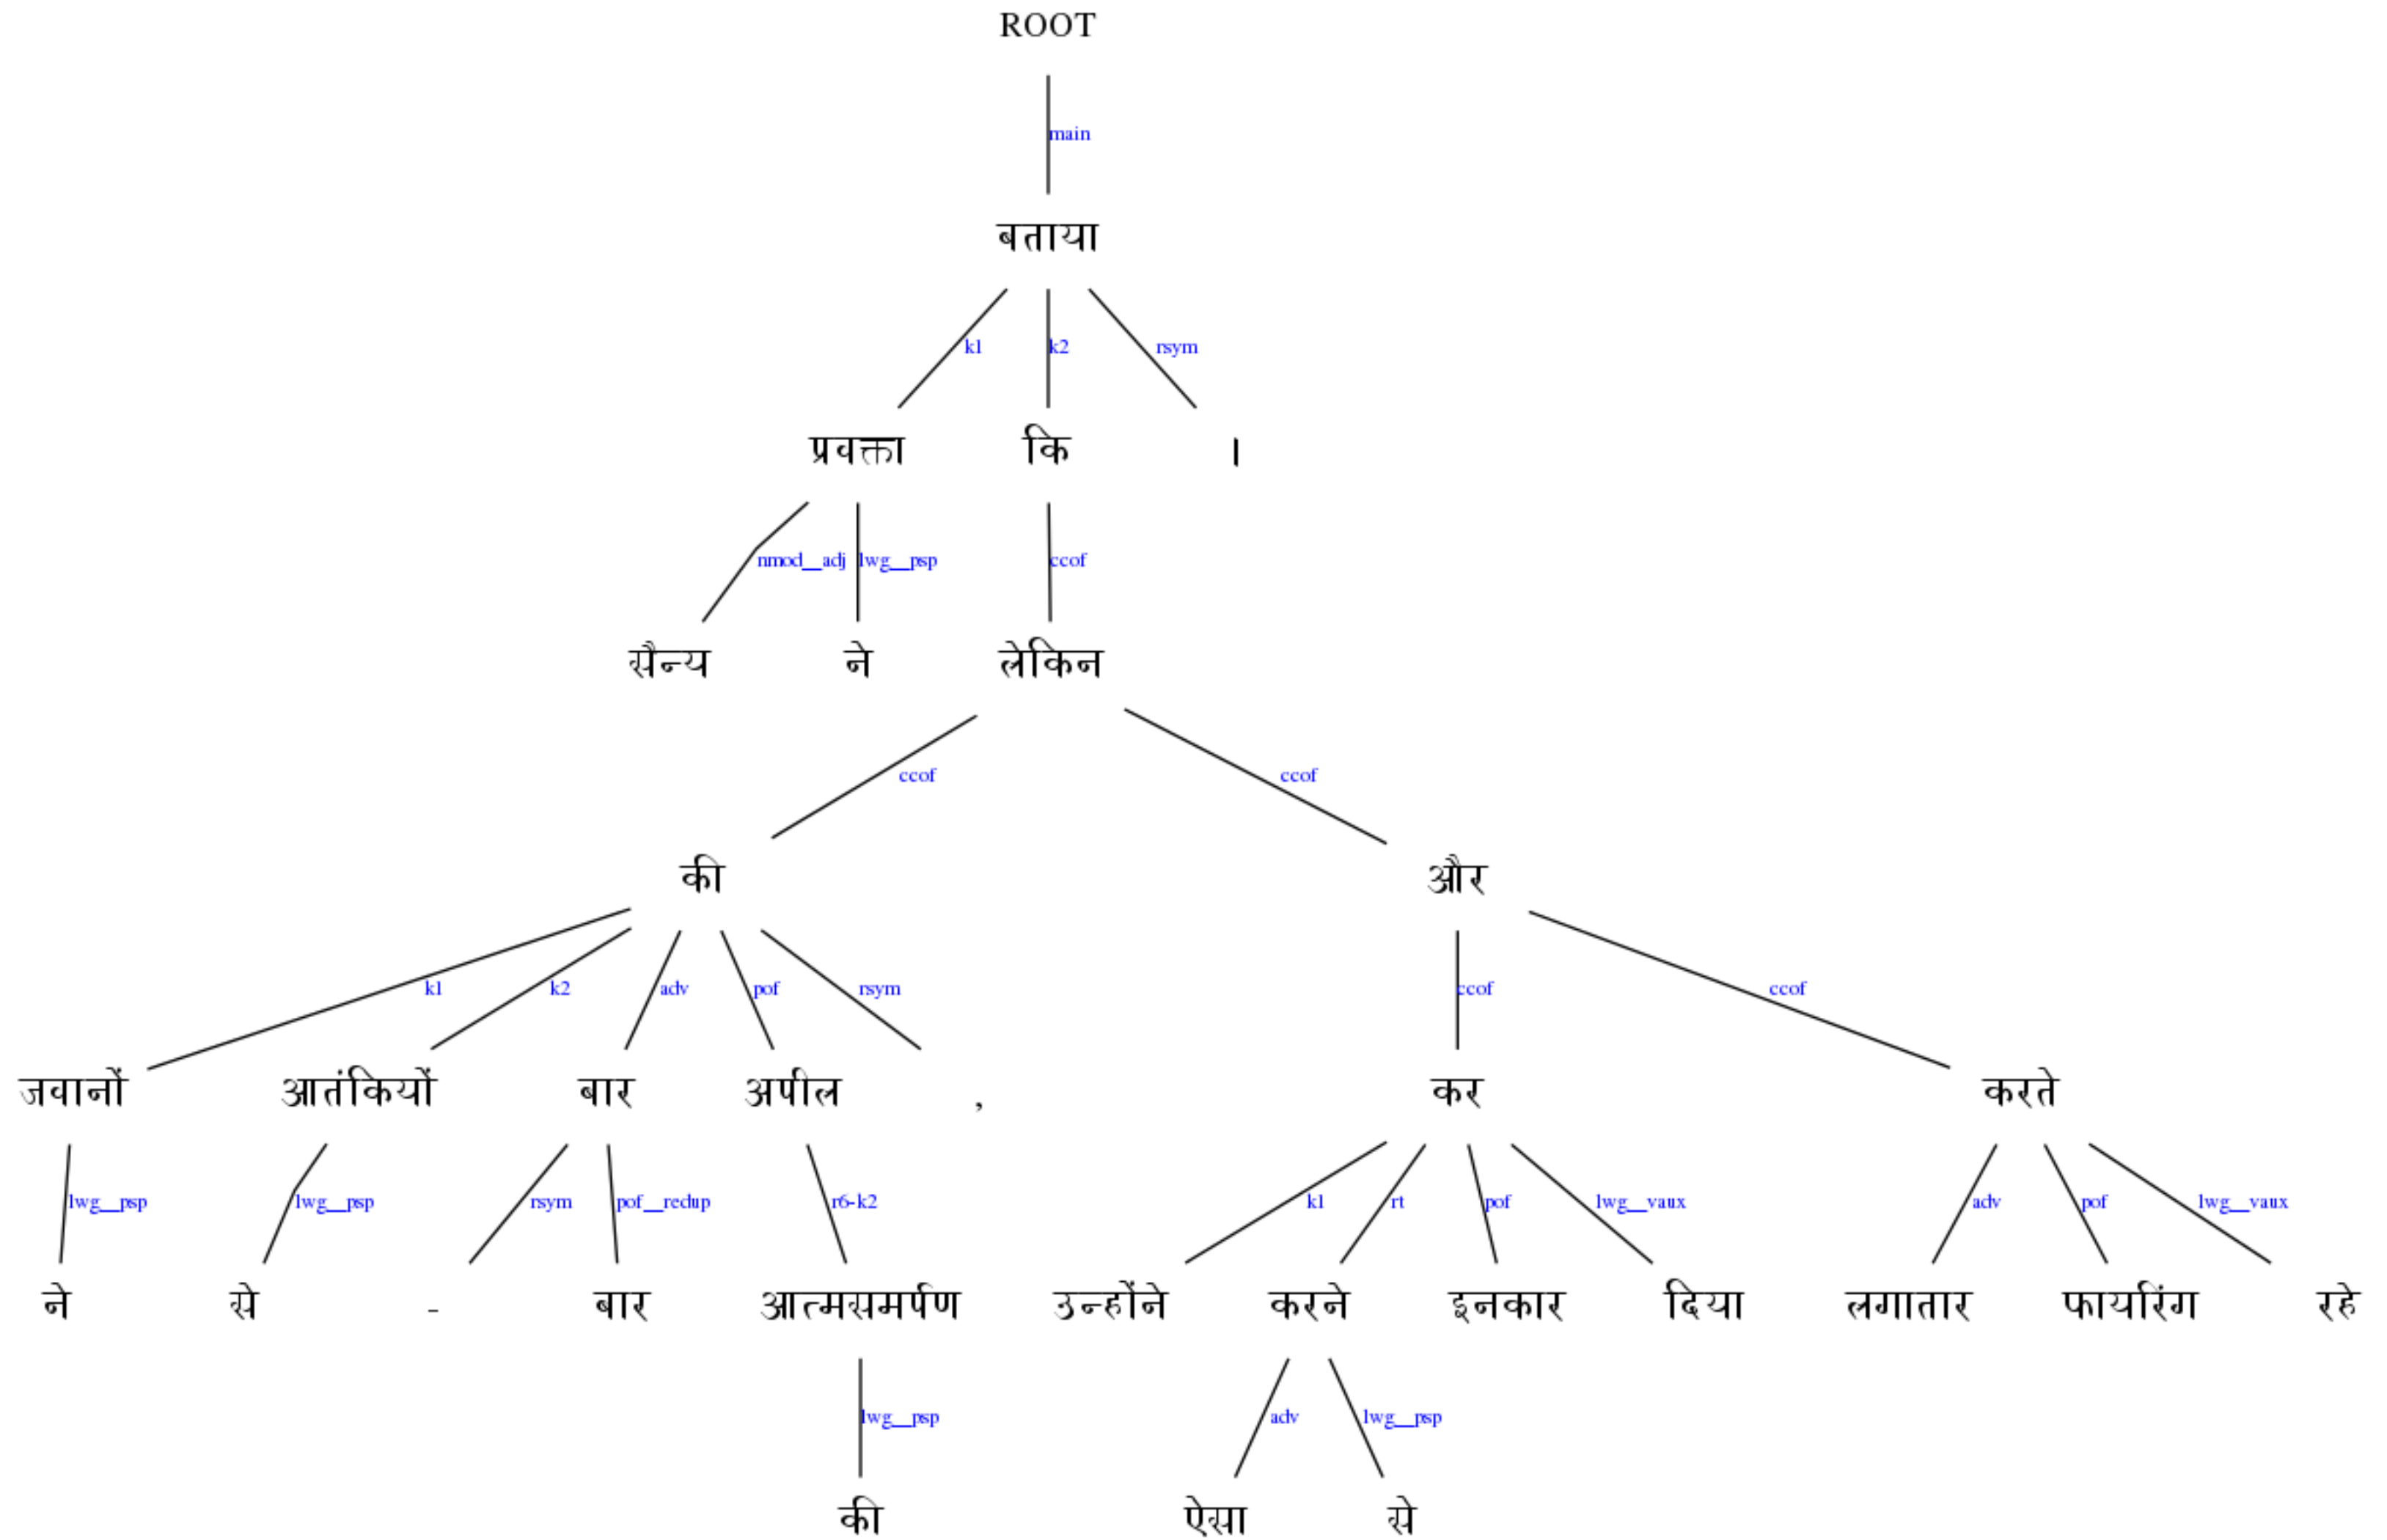 ROOT
main
बताया
k1 k2 rsym
प्रवक्ता कि ।
nmod__adj lwg__psp ccof
सैन्य ने लेकिन
ccof ccof
की और
k1 k2 adv pof rsym ccof ccof
जवानों आतंकियों बार अपील , कर करते
lwg__psp lwg__psp rsym pof__redup r6-k2 k1 rt pof lwg__vaux adv pof lwg__vaux
ने से - बार आत्मसमर्पण उन्होंने करने इनकार दिया लगातार फायरिंग रहे
lwg__psp adv lwg__psp
की ऐसा से